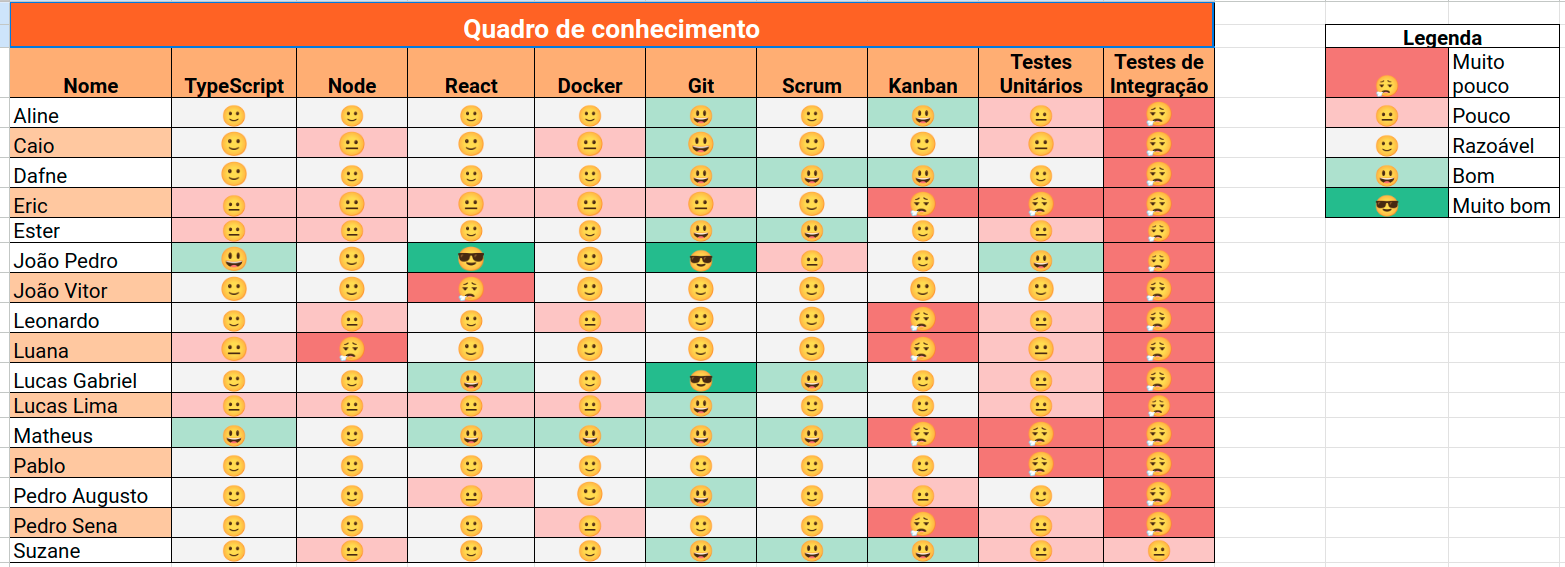 Quadro de conhecimento
Legenda
Nome TypeScript Node React Docker Git Scrum Kanban Testes Unitários Testes de Integração
😮‍💨 Muito pouco
Aline 🙂 🙂 🙂 🙂 😃 🙂 😃 😐 😮‍💨
😐 Pouco
Caio 🙂 😐 🙂 😐 😃 🙂 🙂 😐 😮‍💨
🙂 Razoável
Dafne 🙂 🙂 🙂 🙂 😃 😃 😃 🙂 😮‍💨
😃 Bom
Eric 😐 😐 😐 😐 😐 🙂 😮‍💨 😮‍💨 😮‍💨
😎 Muito bom
Ester 😐 😐 🙂 🙂 😃 😃 🙂 😐 😮‍💨
João Pedro 😃 🙂 😎 🙂 😎 😐 🙂 😃 😮‍💨
João Vitor 🙂 🙂 😮‍💨 🙂 🙂 🙂 🙂 🙂 😮‍💨
Leonardo 🙂 😐 🙂 😐 🙂 🙂 😮‍💨 😐 😮‍💨
Luana 😐 😮‍💨 🙂 🙂 🙂 🙂 😮‍💨 😐 😮‍💨
Lucas Gabriel 🙂 🙂 😃 🙂 😎 😃 🙂 😐 😮‍💨
Lucas Lima 😐 😐 😐 😐 😃 🙂 🙂 😐 😮‍💨
Matheus 😃 🙂 😃 😃 😃 😃 😮‍💨 😮‍💨 😮‍💨
Pablo 🙂 🙂 🙂 🙂 🙂 🙂 🙂 😮‍💨 😮‍💨
Pedro Augusto 🙂 🙂 😐 🙂 😃 🙂 😐 🙂 😮‍💨
Pedro Sena 🙂 🙂 🙂 😐 🙂 🙂 😮‍💨 😐 😮‍💨
Suzane 🙂 😐 🙂 🙂 😃 😃 😃 😐 😐